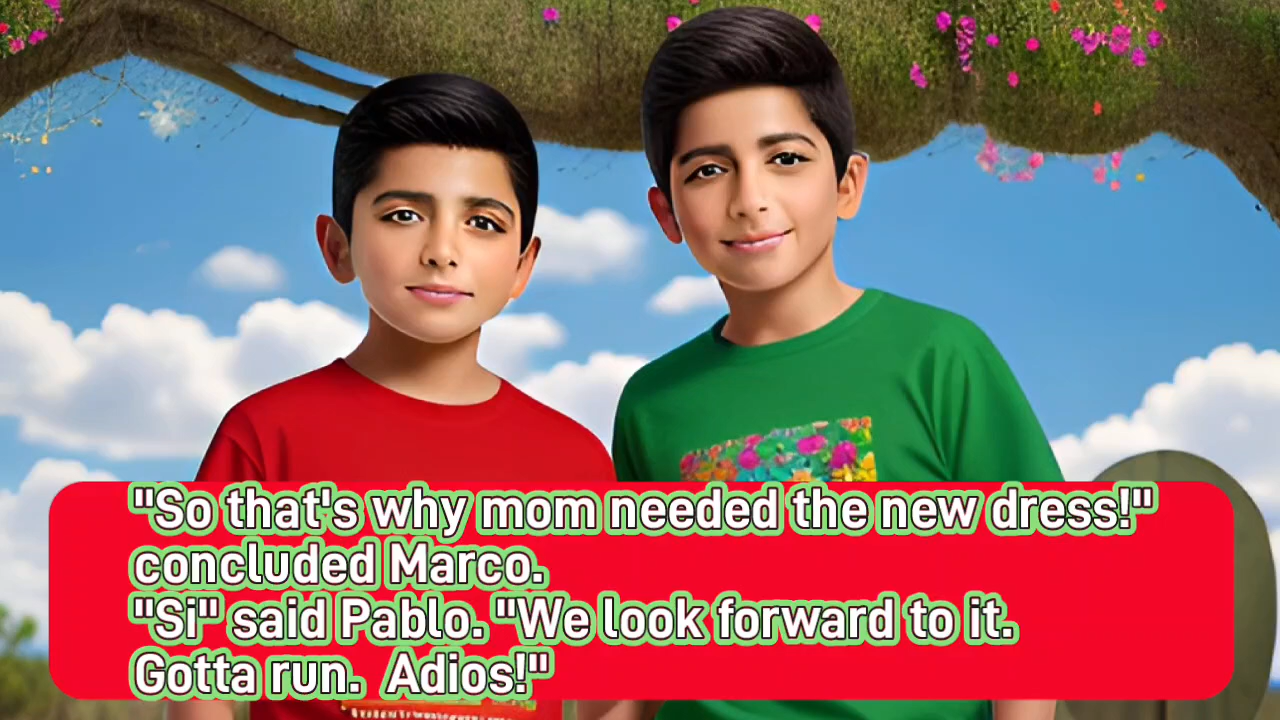 "So that's why mom needed the new dress!"
concluded Marco.
"Si" said Pablo. "We look forward to it.
Gotta run.  Adios!"